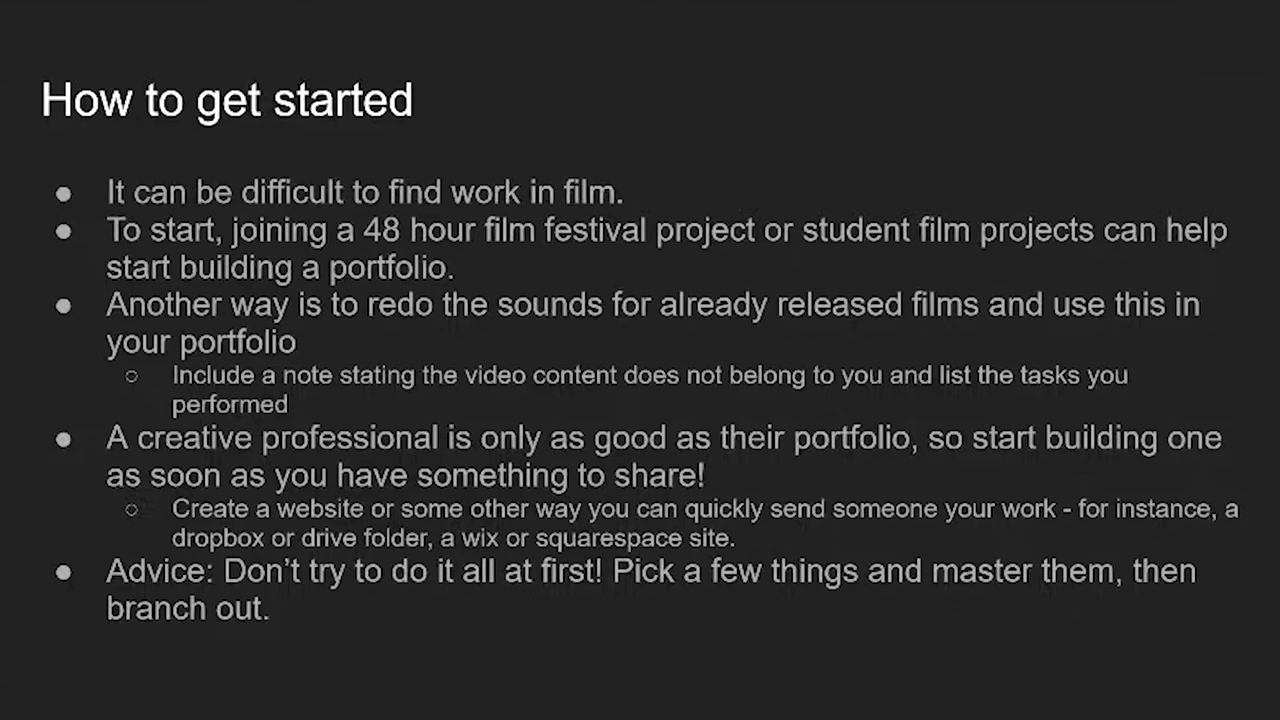 How to get started
● It can be difficult to find work in film.
● To start, joining a 48 hour film festival project or student film projects can help
start building a portfolio.
● Another way is to redo the sounds for already released films and use this in
your portfolio
○ Include a note stating the video content does not belong to you and list the tasks you
performed
● A creative professional is only as good as their portfolio, so start building one
as soon as you have something to share!
○ Create a website or some other way you can quickly send someone your work - for instance, a
dropbox or drive folder, a wix or squarespace site.
● Advice: Don’t try to do it all at first! Pick a few things and master them, then
branch out.